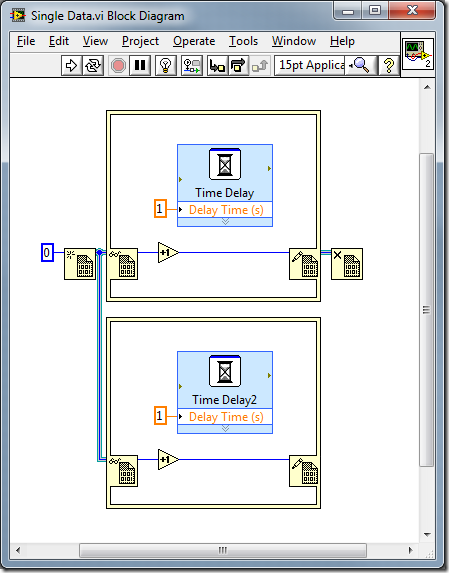 Single Data.vi Block Diagram
File Edit View Project Operate Tools Window Help
15pt Applica
?
2
Time Delay
1 Delay Time (s)
0
+1
Time Delay2
1 Delay Time (s)
+1